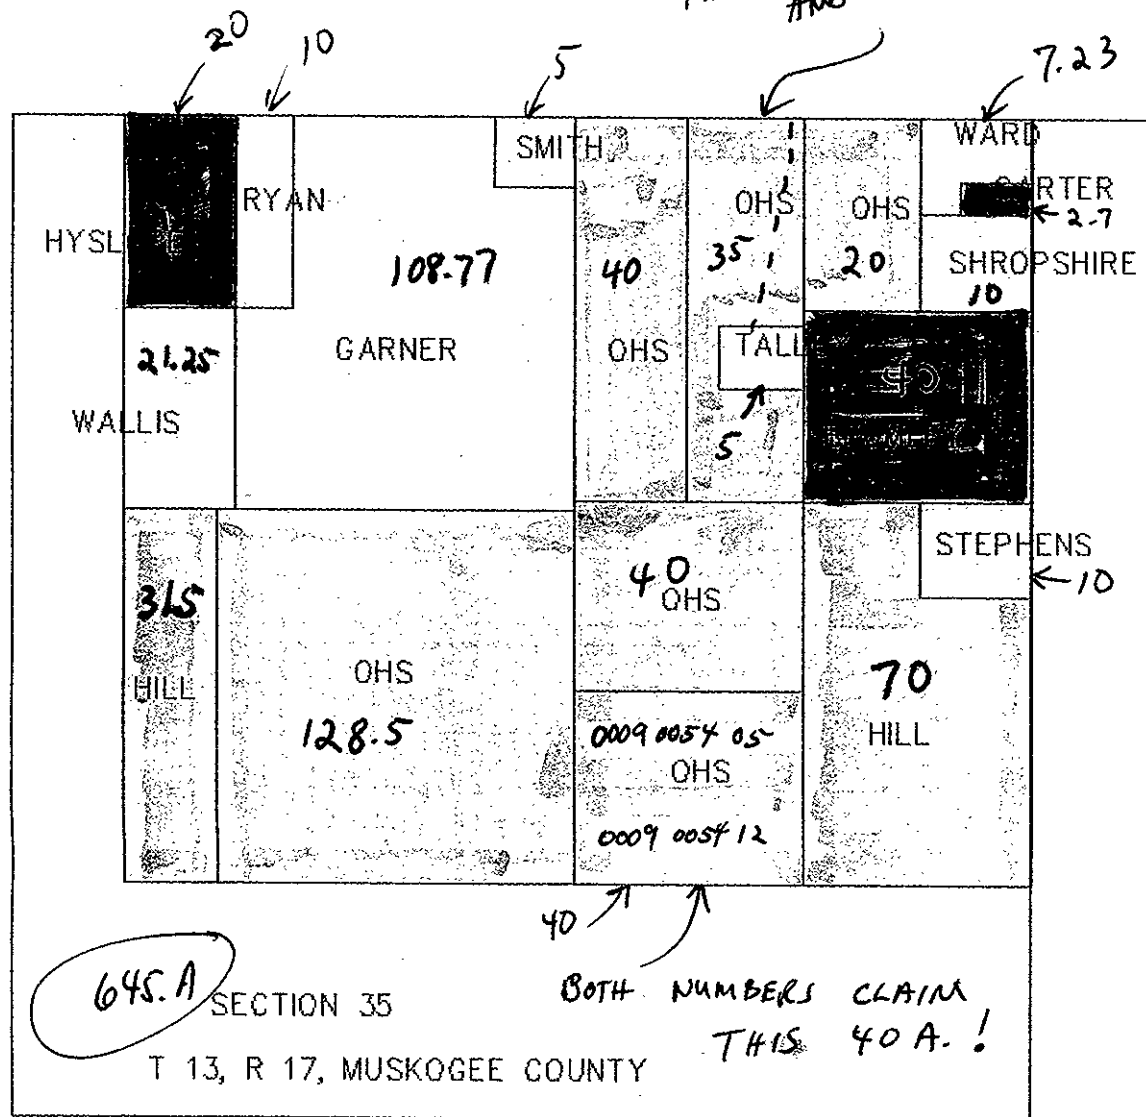 AND
20
10
5
7.23
SMITH
WARD
RYAN
CARTER
2.7
OHS
OHS
HYSL
108.77
40
35
20
SHROPSHIRE
10
21.25
GARNER
OHS
TALL
WALLIS
5
STEPHENS
10
31.5
40
OHS
HILL
OHS
70
128.5
0009 0054 05
HILL
OHS
0009 0054 12
40
645.A
SECTION 35
BOTH NUMBERS CLAIM
THIS 40 A. !
T 13, R 17, MUSKOGEE COUNTY